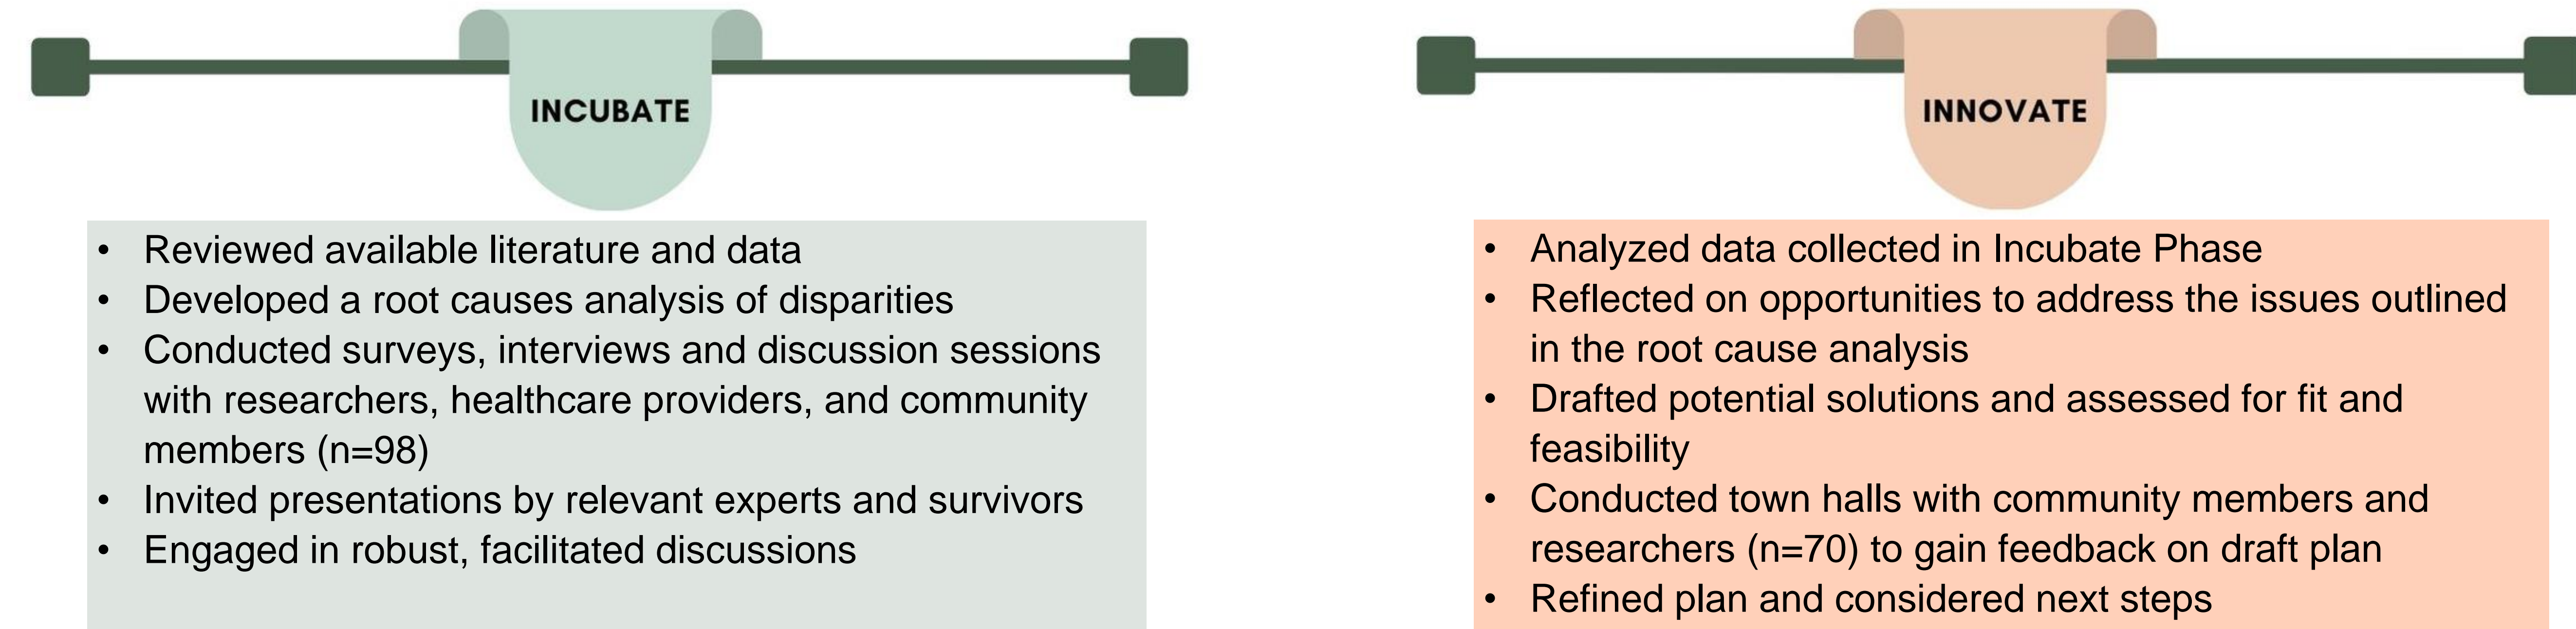 INCUBATE
• Reviewed available literature and data
• Developed a root causes analysis of disparities
• Conducted surveys, interviews and discussion sessions
with researchers, healthcare providers, and community
members (n=98)
• Invited presentations by relevant experts and survivors
• Engaged in robust, facilitated discussions
INNOVATE
• Analyzed data collected in Incubate Phase
• Reflected on opportunities to address the issues outlined
in the root cause analysis
• Drafted potential solutions and assessed for fit and
feasibility
• Conducted town halls with community members and
researchers (n=70) to gain feedback on draft plan
• Refined plan and considered next steps